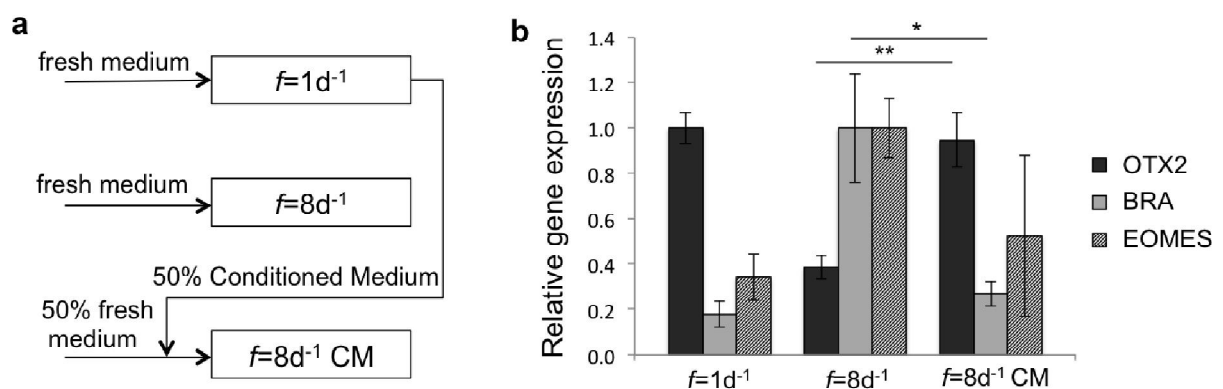 a
fresh medium
f=1d⁻¹
fresh medium
f=8d⁻¹
50% Conditioned Medium
50% fresh
medium
f=8d⁻¹ CM
b
Relative gene expression
1.4
1.2
1.0
0.8
0.6
0.4
0.2
0.0
*
**
f=1d⁻¹
f=8d⁻¹
f=8d⁻¹ CM
OTX2
BRA
EOMES